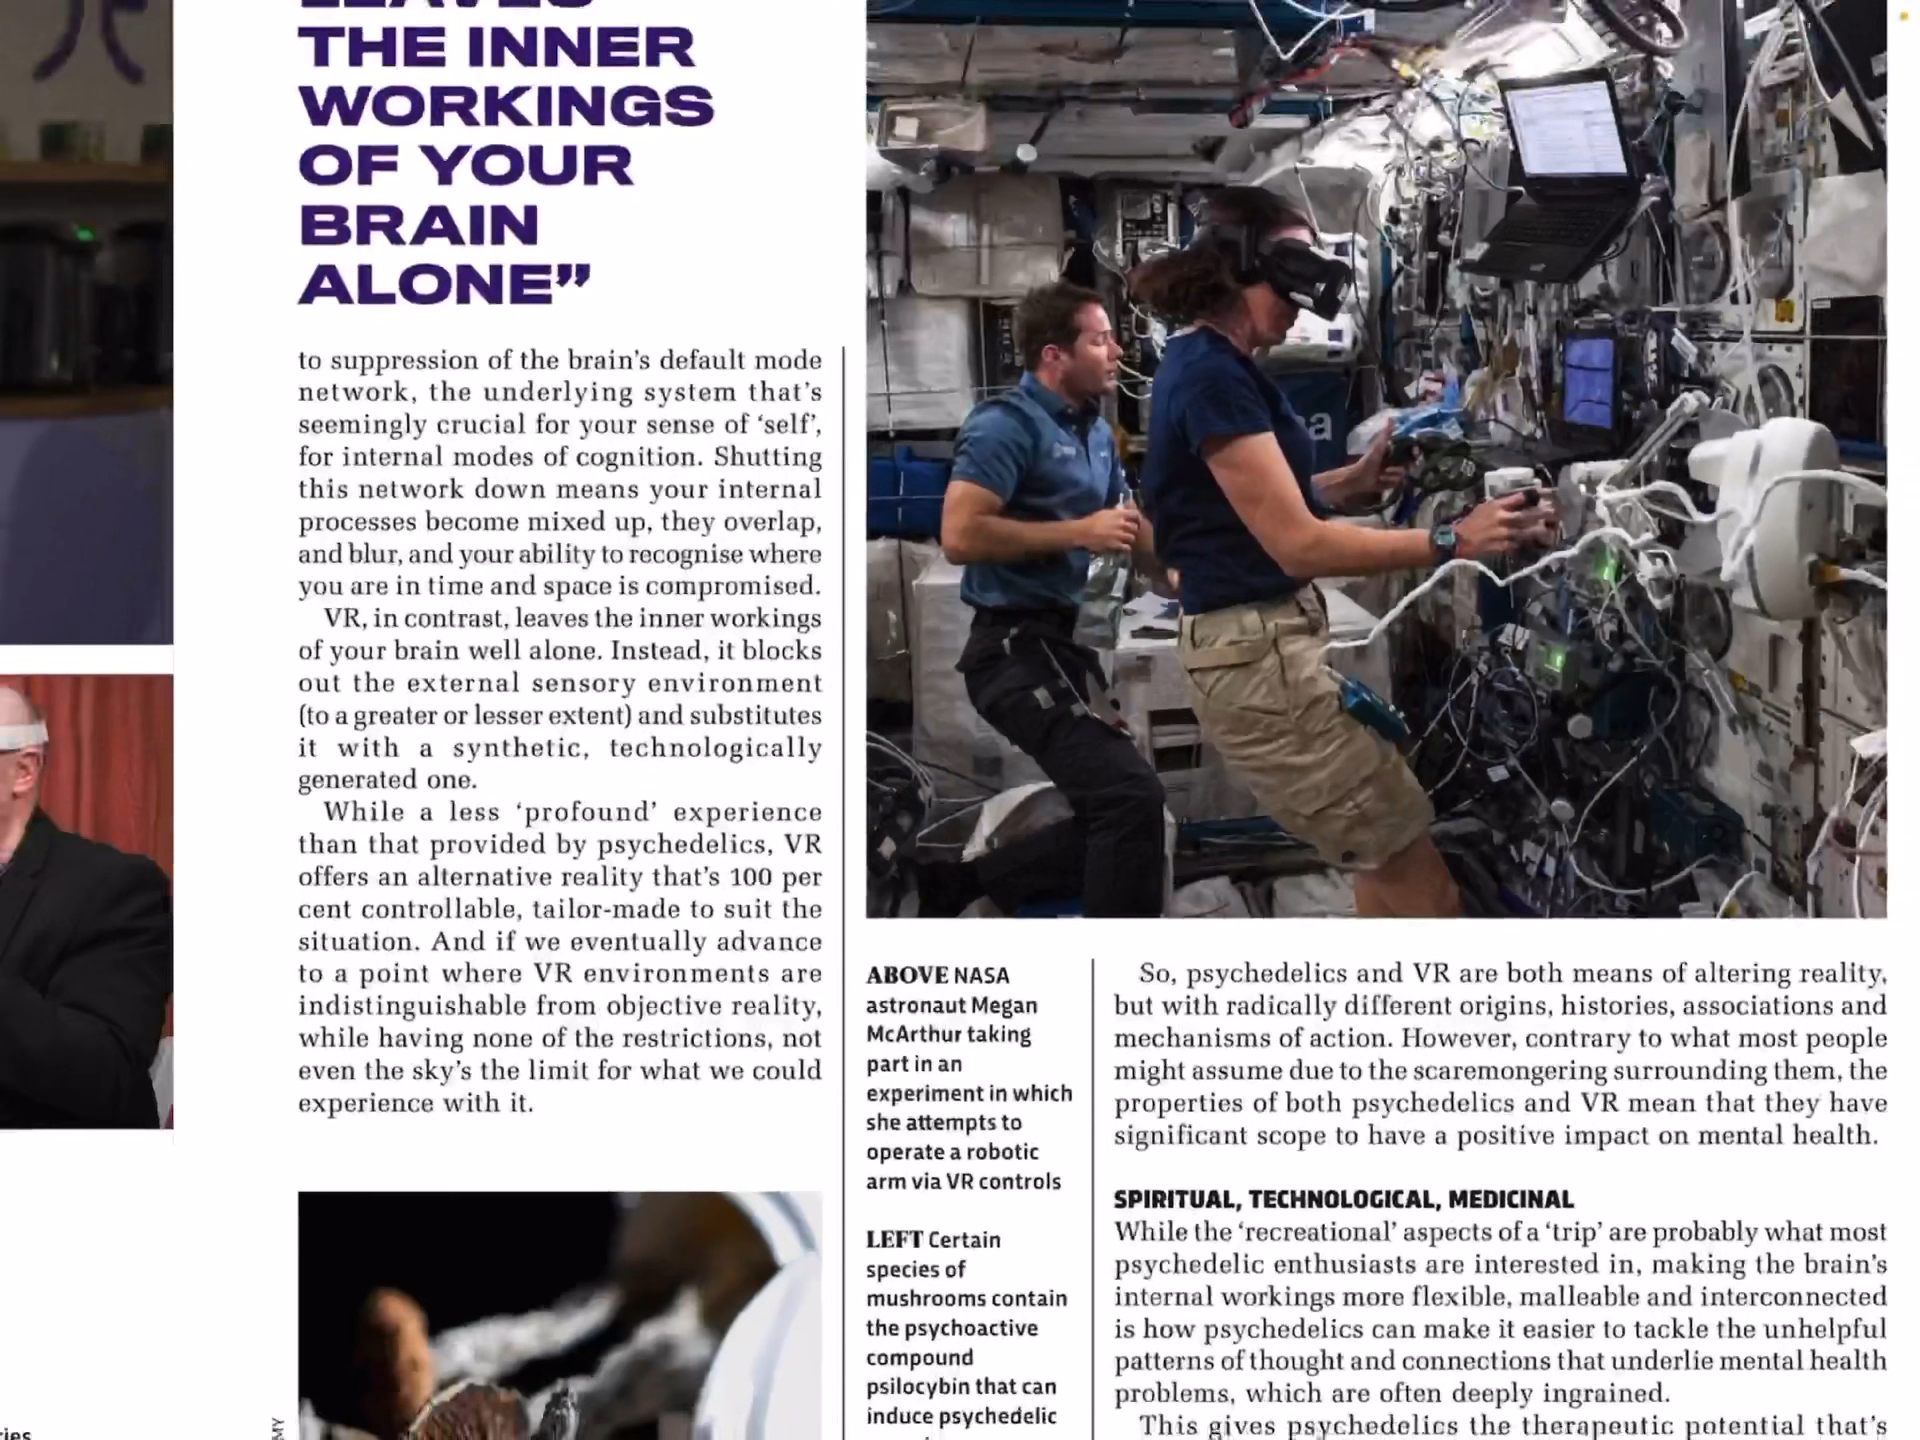 THE INNER
WORKINGS
OF YOUR
BRAIN
ALONE”
to suppression of the brain’s default mode
network, the underlying system that’s
seemingly crucial for your sense of ‘self’,
for internal modes of cognition. Shutting
this network down means your internal
processes become mixed up, they overlap,
and blur, and your ability to recognise where
you are in time and space is compromised.
VR, in contrast, leaves the inner workings
of your brain well alone. Instead, it blocks
out the external sensory environment
(to a greater or lesser extent) and substitutes
it with a synthetic, technologically
generated one.
While a less ‘profound’ experience
than that provided by psychedelics, VR
offers an alternative reality that’s 100 per
cent controllable, tailor-made to suit the
situation. And if we eventually advance
to a point where VR environments are
indistinguishable from objective reality,
while having none of the restrictions, not
even the sky’s the limit for what we could
experience with it.
ABOVE NASA
astronaut Megan
McArthur taking
part in an
experiment in which
she attempts to
operate a robotic
arm via VR controls
LEFT Certain
species of
mushrooms contain
the psychoactive
compound
psilocybin that can
induce psychedelic
So, psychedelics and VR are both means of altering reality,
but with radically different origins, histories, associations and
mechanisms of action. However, contrary to what most people
might assume due to the scaremongering surrounding them, the
properties of both psychedelics and VR mean that they have
significant scope to have a positive impact on mental health.
SPIRITUAL, TECHNOLOGICAL, MEDICINAL
While the ‘recreational’ aspects of a ‘trip’ are probably what most
psychedelic enthusiasts are interested in, making the brain’s
internal workings more flexible, malleable and interconnected
is how psychedelics can make it easier to tackle the unhelpful
patterns of thought and connections that underlie mental health
problems, which are often deeply ingrained.
This gives psychedelics the therapeutic potential that’s